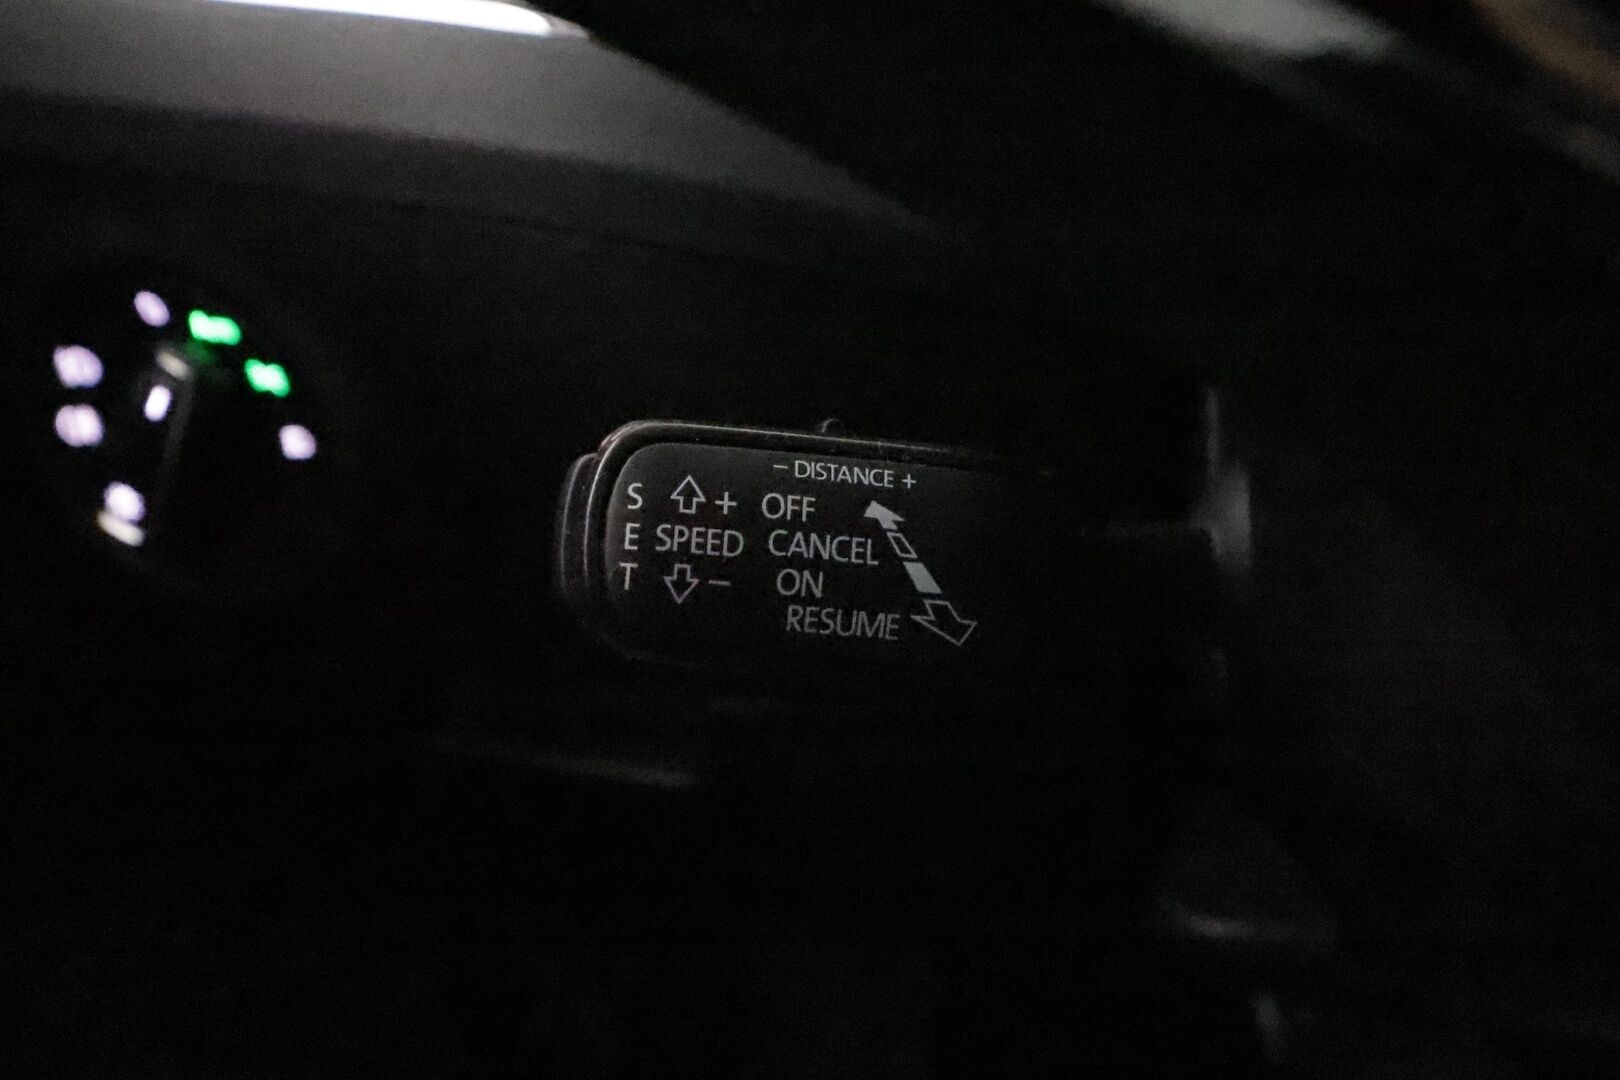 − DISTANCE +
S + OFF
E SPEED CANCEL
T − ON
RESUME